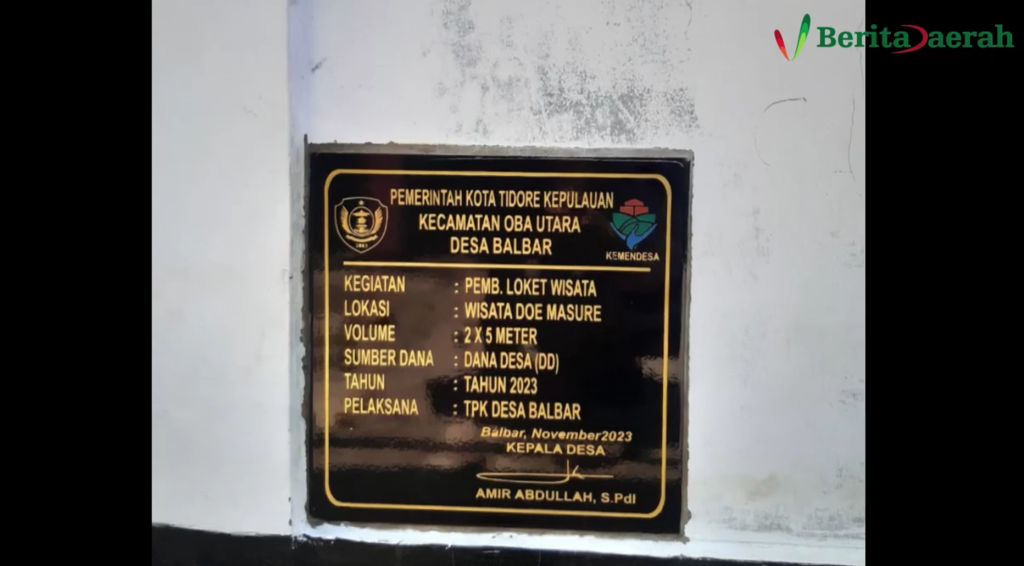 BeritaDaerah
PEMERINTAH KOTA TIDORE KEPULAUAN
KECAMATAN OBA UTARA
DESA BALBAR
KEMENDESA
KEGIATAN : PEMB. LOKET WISATA
LOKASI : WISATA DOE MASURE
VOLUME : 2 X 5 METER
SUMBER DANA : DANA DESA (DD)
TAHUN : TAHUN 2023
PELAKSANA : TPK DESA BALBAR
Balbar, November2023
KEPALA DESA
AMIR ABDULLAH, S.PdI